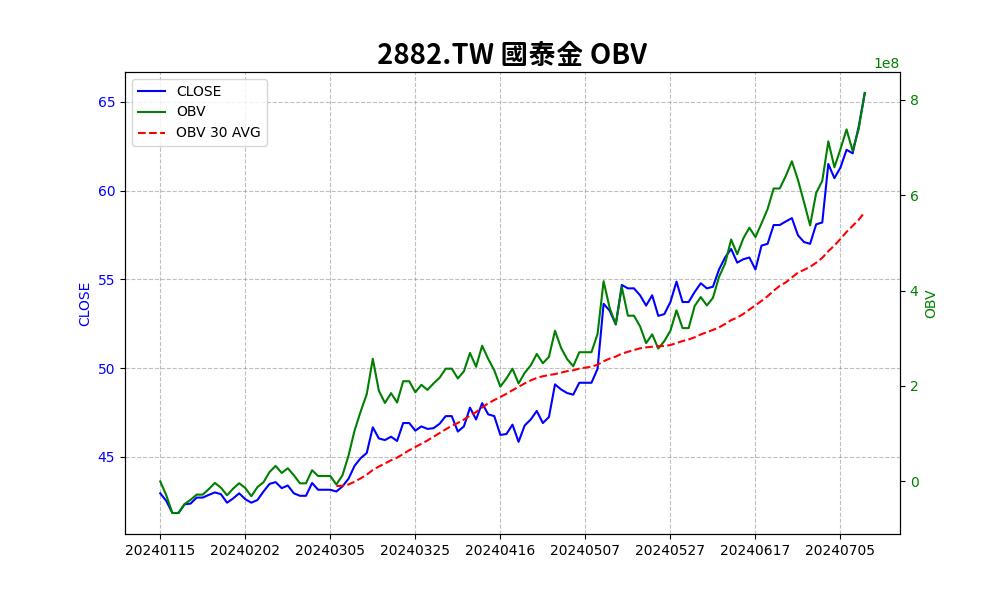 2882.TW 國泰金 OBV
1e8
CLOSE
OBV
OBV 30 AVG
65
60
55
50
45
CLOSE
8
6
4
2
0
OBV
20240115 20240202 20240305 20240325 20240416 20240507 20240527 20240617 20240705